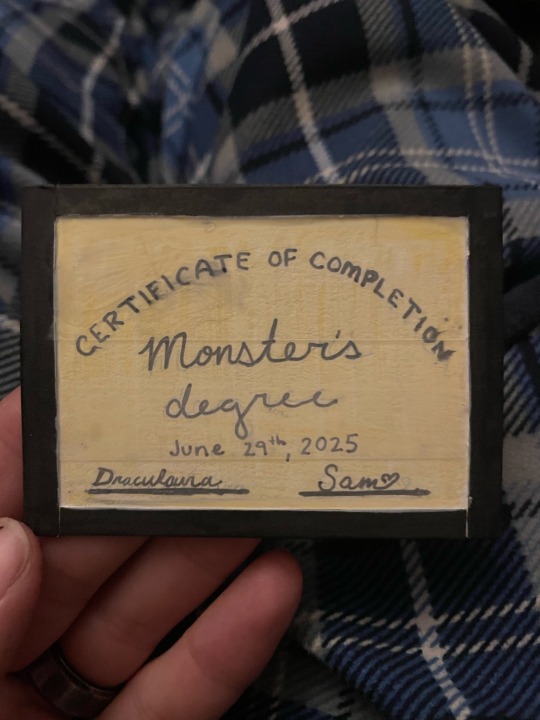 CERTIFICATE OF COMPLETION
Monster's
degree
June 29th, 2025
Draculaura Sam♡